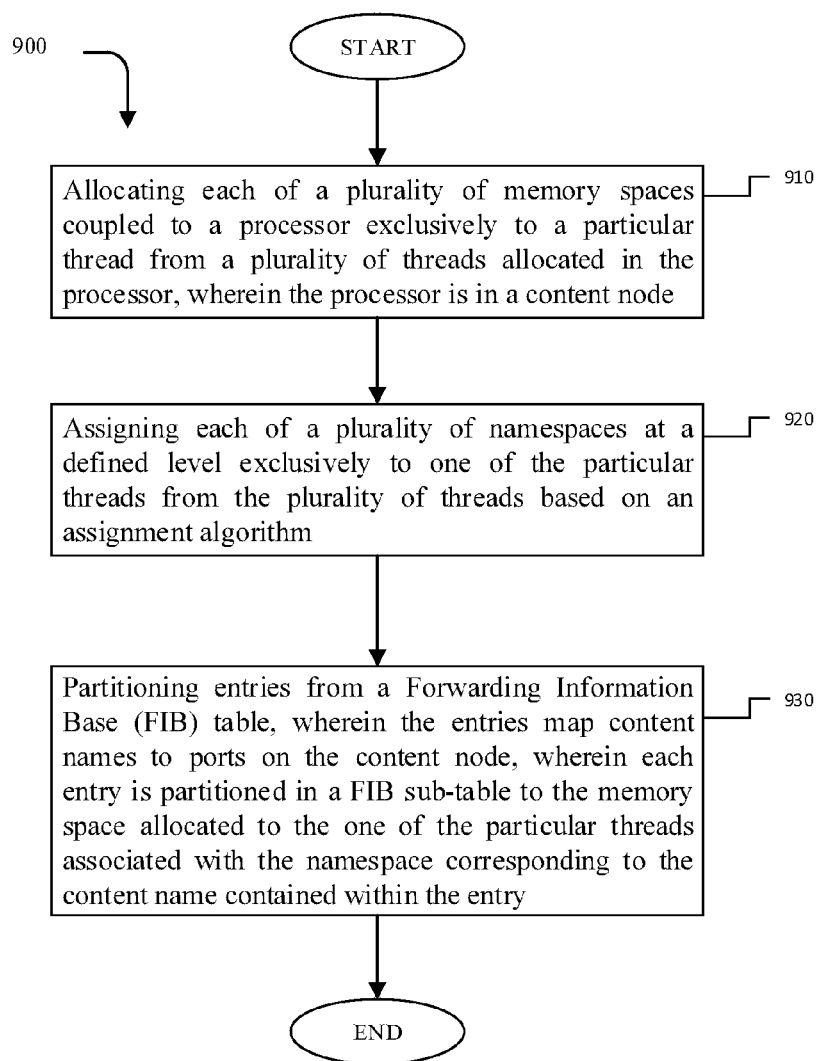 900
START
910
Allocating each of a plurality of memory spaces
coupled to a processor exclusively to a particular
thread from a plurality of threads allocated in the
processor, wherein the processor is in a content node
920
Assigning each of a plurality of namespaces at a
defined level exclusively to one of the particular
threads from the plurality of threads based on an
assignment algorithm
930
Partitioning entries from a Forwarding Information
Base (FIB) table, wherein the entries map content
names to ports on the content node, wherein each
entry is partitioned in a FIB sub-table to the memory
space allocated to the one of the particular threads
associated with the namespace corresponding to the
content name contained within the entry
END